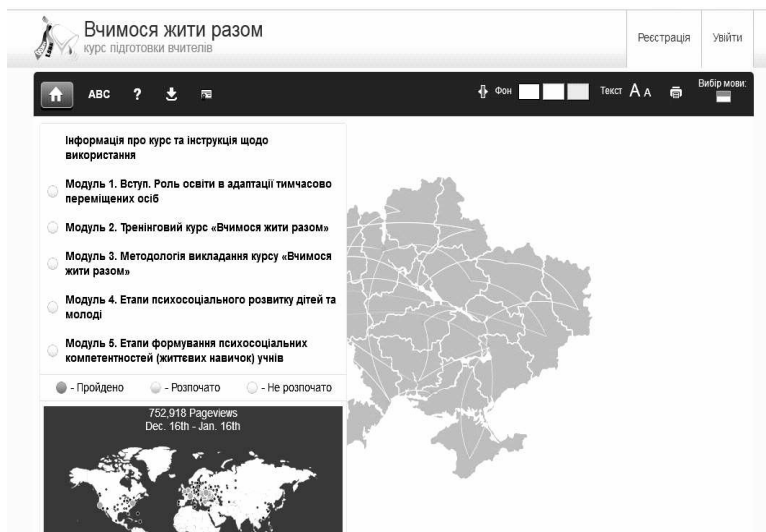 Вчимося жити разом
курс підготовки вчителів
Реєстрація
Увійти
ABC
?
Фон
Текст A A
Вибір мови:
Інформація про курс та інструкція щодо
використання
Модуль 1. Вступ. Роль освіти в адаптації тимчасово
переміщених осіб
Модуль 2. Тренінговий курс «Вчимося жити разом»
Модуль 3. Методологія викладання курсу «Вчимося
жити разом»
Модуль 4. Етапи психосоціального розвитку дітей та
молоді
Модуль 5. Етапи формування психосоціальних
компетентностей (життєвих навичок) учнів
- Пройдено
- Розпочато
- Не розпочато
752,918 Pageviews
Dec. 16th - Jan. 16th